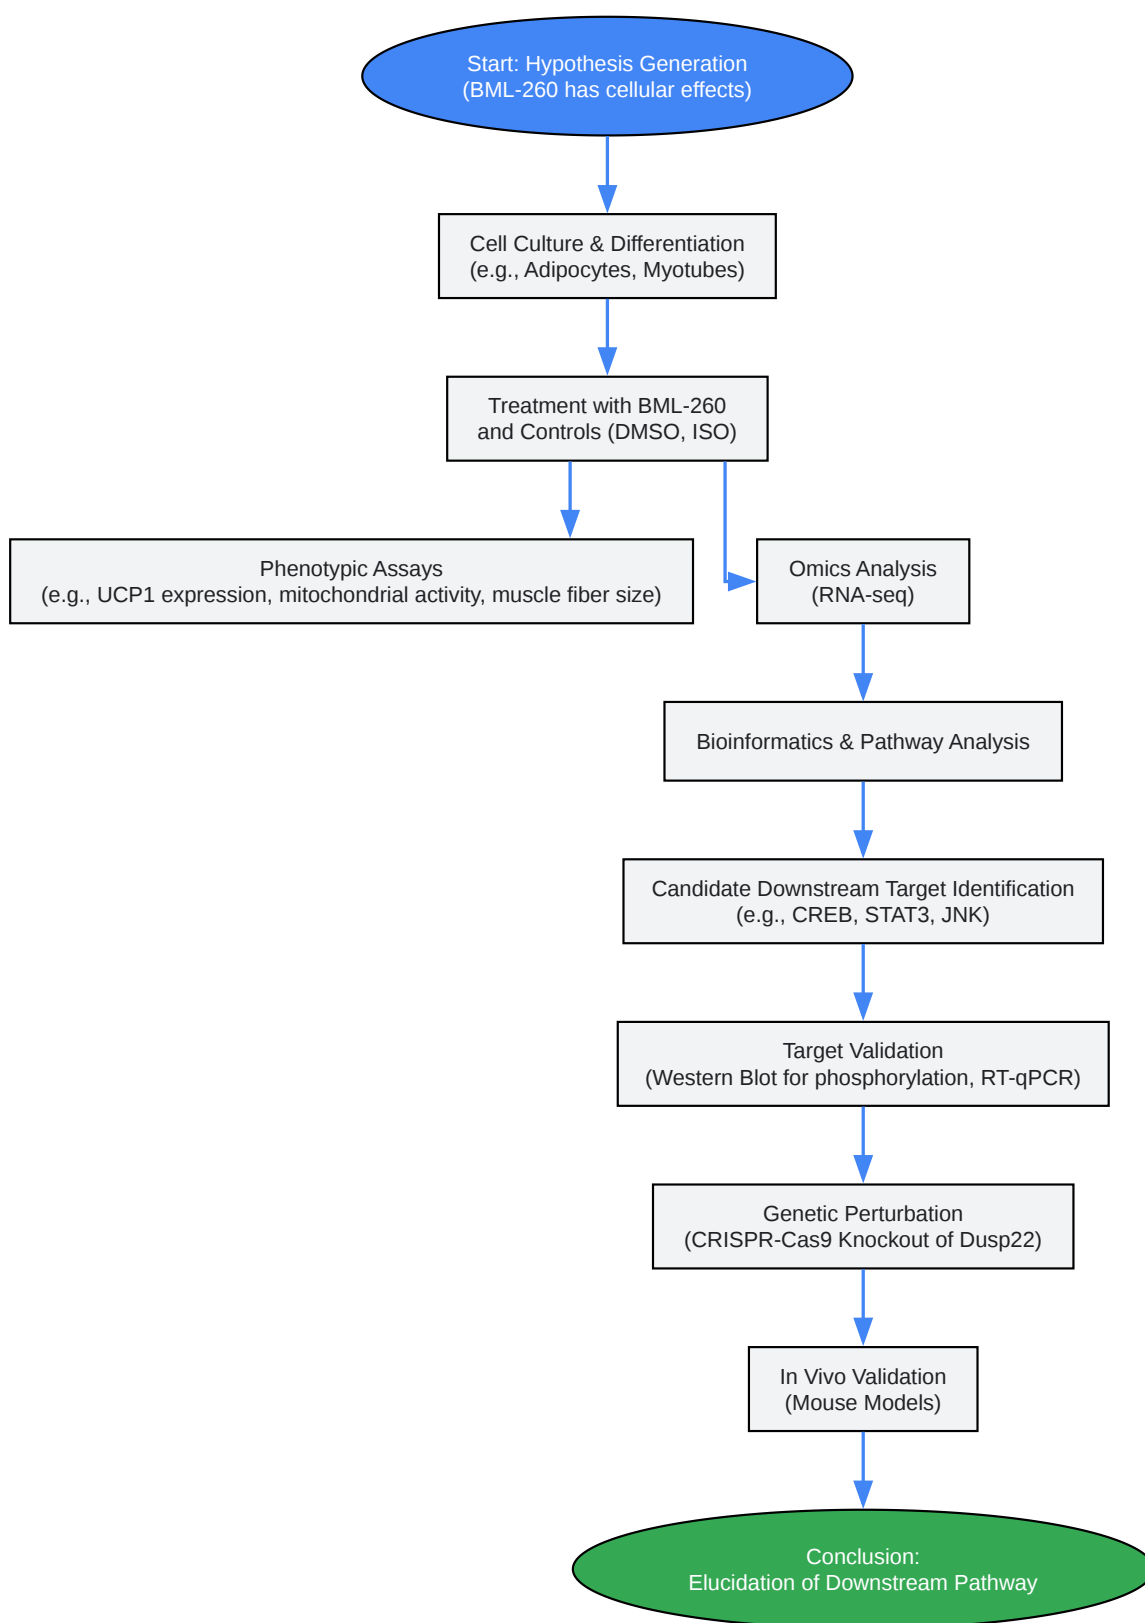 Start: Hypothesis Generation
(BML-260 has cellular effects)
Cell Culture & Differentiation
(e.g., Adipocytes, Myotubes)
Treatment with BML-260
and Controls (DMSO, ISO)
Phenotypic Assays
(e.g., UCP1 expression, mitochondrial activity, muscle fiber size)
Omics Analysis
(RNA-seq)
Bioinformatics & Pathway Analysis
Candidate Downstream Target Identification
(e.g., CREB, STAT3, JNK)
Target Validation
(Western Blot for phosphorylation, RT-qPCR)
Genetic Perturbation
(CRISPR-Cas9 Knockout of Dusp22)
In Vivo Validation
(Mouse Models)
Conclusion:
Elucidation of Downstream Pathway